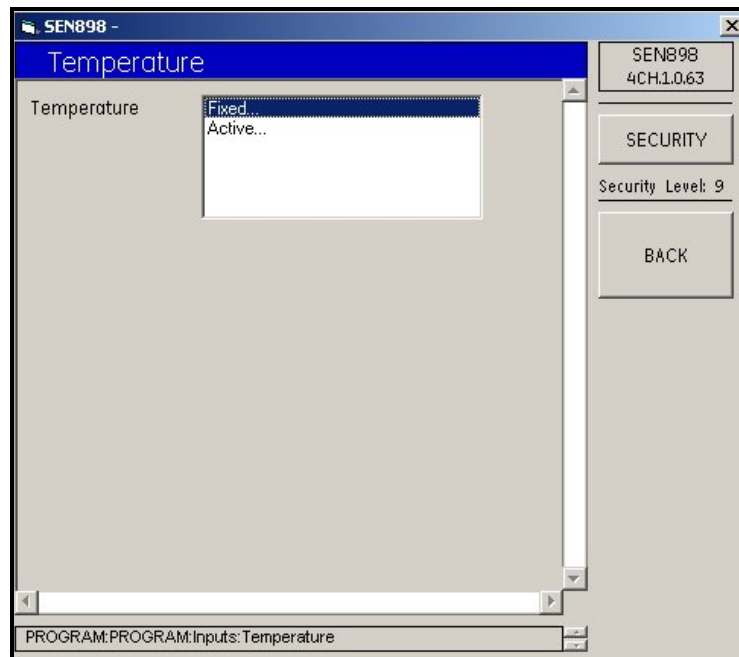 SEN898 -
Temperature
SEN898
4CH.1.0.63
Temperature
Fixed...
Active...
SECURITY
Security Level: 9
BACK
PROGRAM:PROGRAM:Inputs:Temperature